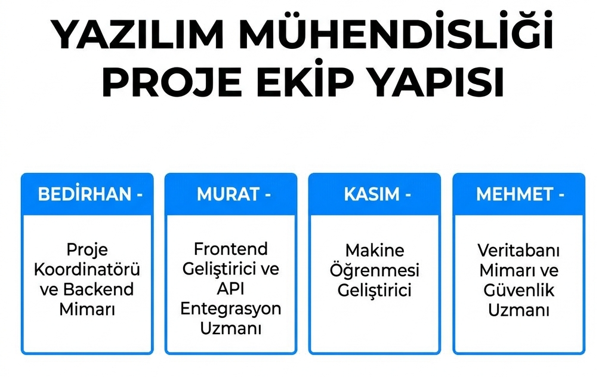 YAZILIM MÜHENDİSLİĞİ
PROJE EKİP YAPISI
BEDİRHAN -
Proje
Koordinatörü
ve Backend
Mimarı
MURAT -
Frontend
Geliştirici ve
API
Entegrasyon
Uzmanı
KASIM -
Makine
Öğrenmesi
Geliştirici
MEHMET -
Veritabanı
Mimarı ve
Güvenlik
Uzmanı